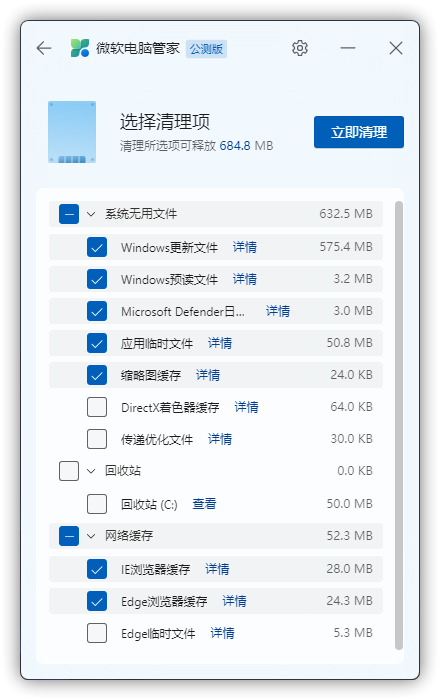 微软电脑管家 公测版
选择清理项
清理所选项可释放 684.8 MB
立即清理
系统无用文件 632.5 MB
Windows更新文件 详情 575.4 MB
Windows预读文件 详情 3.2 MB
Microsoft Defender日... 详情 3.0 MB
应用临时文件 详情 50.8 MB
缩略图缓存 详情 24.0 KB
DirectX着色器缓存 详情 64.0 KB
传递优化文件 详情 30.0 KB
回收站 0.0 KB
回收站 (C:) 查看 50.0 MB
网络缓存 52.3 MB
IE浏览器缓存 详情 28.0 MB
Edge浏览器缓存 详情 24.3 MB
Edge临时文件 详情 5.3 MB